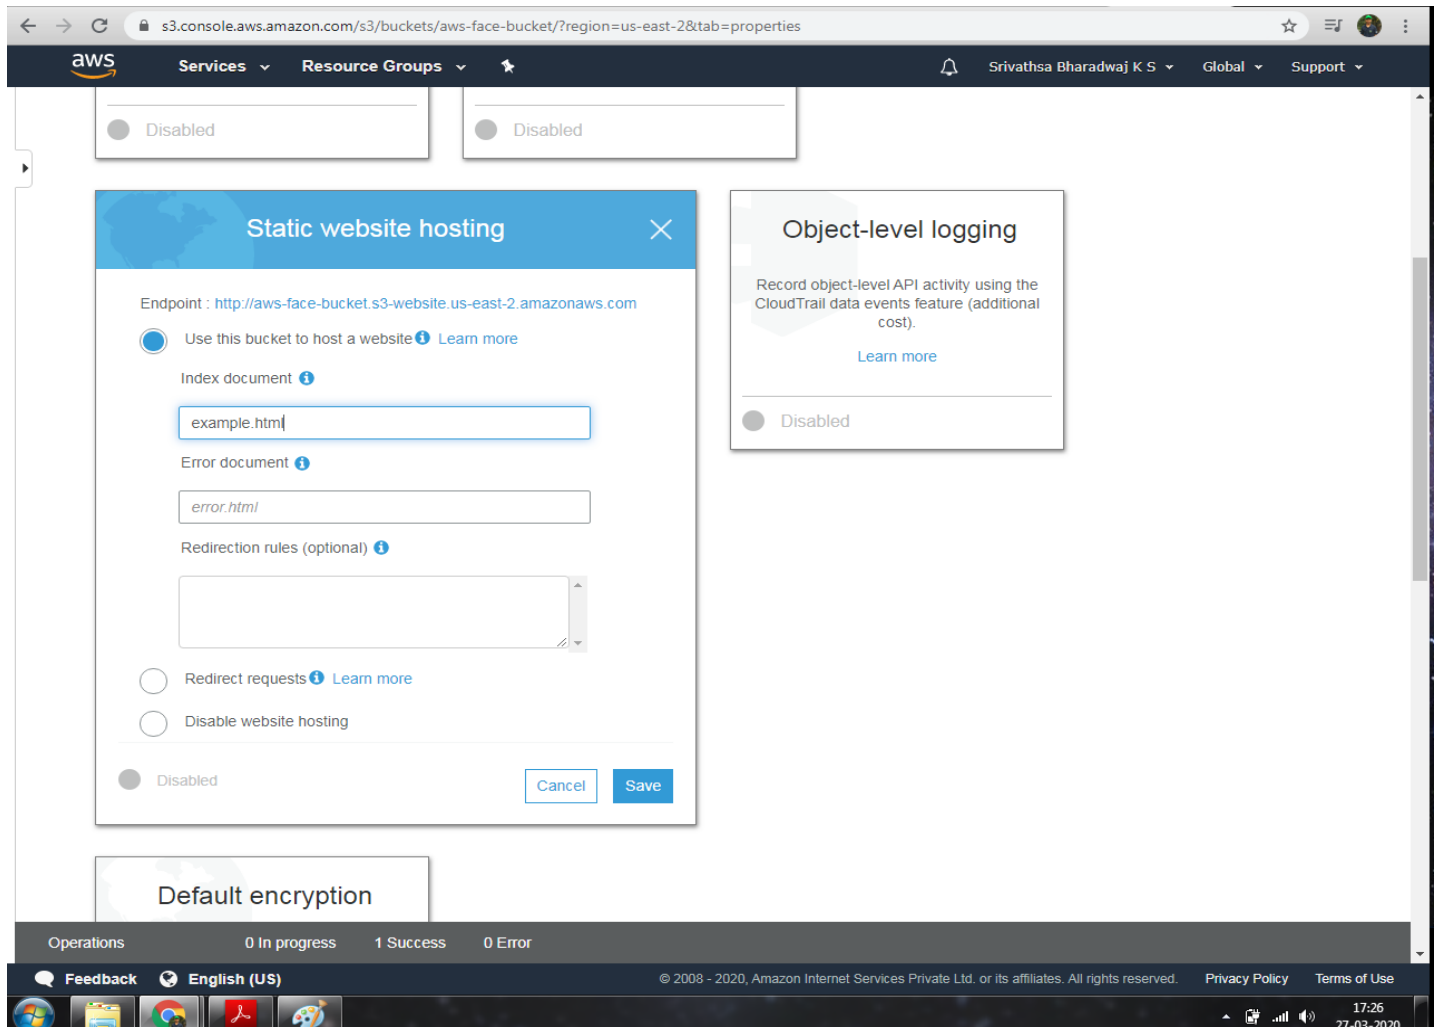 s3.console.aws.amazon.com/s3/buckets/aws-face-bucket/?region=us-east-2&tab=properties
aws Services Resource Groups Srivathsa Bharadwaj K S Global Support
Disabled Disabled
Static website hosting
Endpoint : http://aws-face-bucket.s3-website.us-east-2.amazonaws.com
Use this bucket to host a website Learn more
Index document
example.html
Error document
error.html
Redirection rules (optional)
Redirect requests Learn more
Disable website hosting
Disabled Cancel Save
Object-level logging
Record object-level API activity using the
CloudTrail data events feature (additional
cost).
Learn more
Disabled
Default encryption
Operations 0 In progress 1 Success 0 Error
Feedback English (US) © 2008 - 2020, Amazon Internet Services Private Ltd. or its affiliates. All rights reserved. Privacy Policy Terms of Use
17:26
27-03-2020